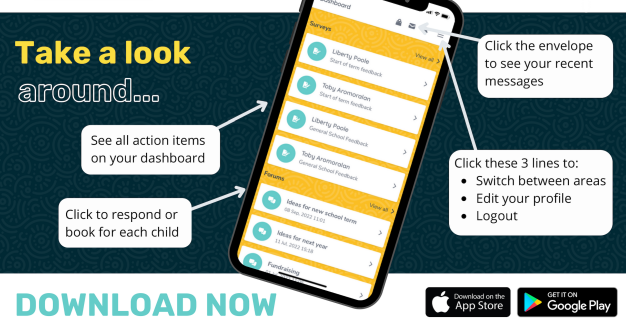 Take a look
around...
See all action items
on your dashboard
Click to respond or
book for each child
Dashboard
Surveys
View all
Liberty Poole
Start of term feedback
Toby Aromoraian
Start of term feedback
Liberty Poole
General School Feedback
Toby Aromoraian
General School Feedback
Forums
View all
Ideas for new school term
08 Sep, 2022 11:01
Ideas for next year
11 Jul, 2022 10:18
Fundraising
Click the envelope
to see your recent
messages
Click these 3 lines to:
• Switch between areas
• Edit your profile
• Logout
DOWNLOAD NOW
Download on the
App Store
GET IT ON
Google Play